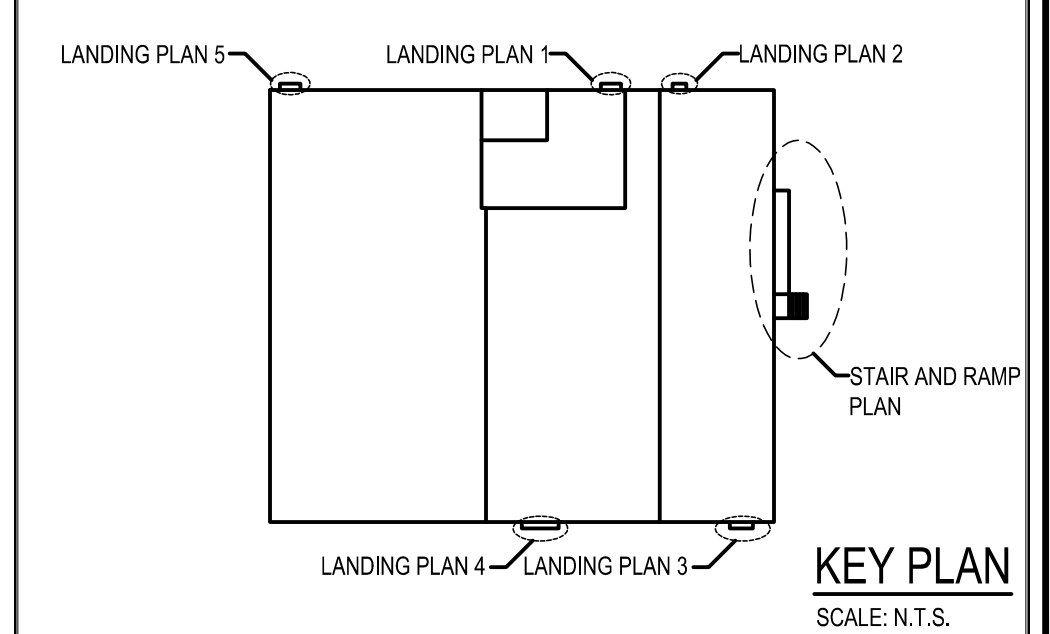 LANDING PLAN 5
LANDING PLAN 1
LANDING PLAN 2
STAIR AND RAMP
PLAN
LANDING PLAN 4
LANDING PLAN 3
KEY PLAN
SCALE: N.T.S.